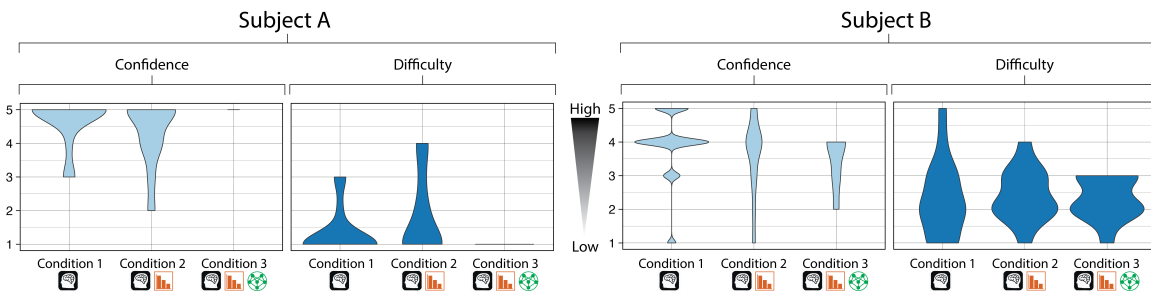 Subject A
Subject B
Confidence
Difficulty
Confidence
Difficulty
5
4
3
2
1
High
Low
5
4
3
2
1
Condition 1
Condition 2
Condition 3
Condition 1
Condition 2
Condition 3
Condition 1
Condition 2
Condition 3
Condition 1
Condition 2
Condition 3